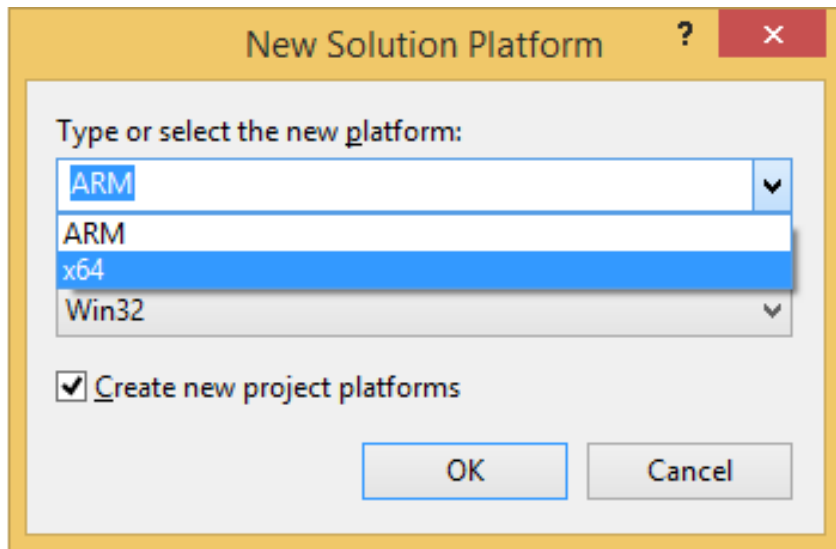 New Solution Platform ? ×
Type or select the new platform:
ARM
ARM
x64
Win32
Create new project platforms
OK Cancel